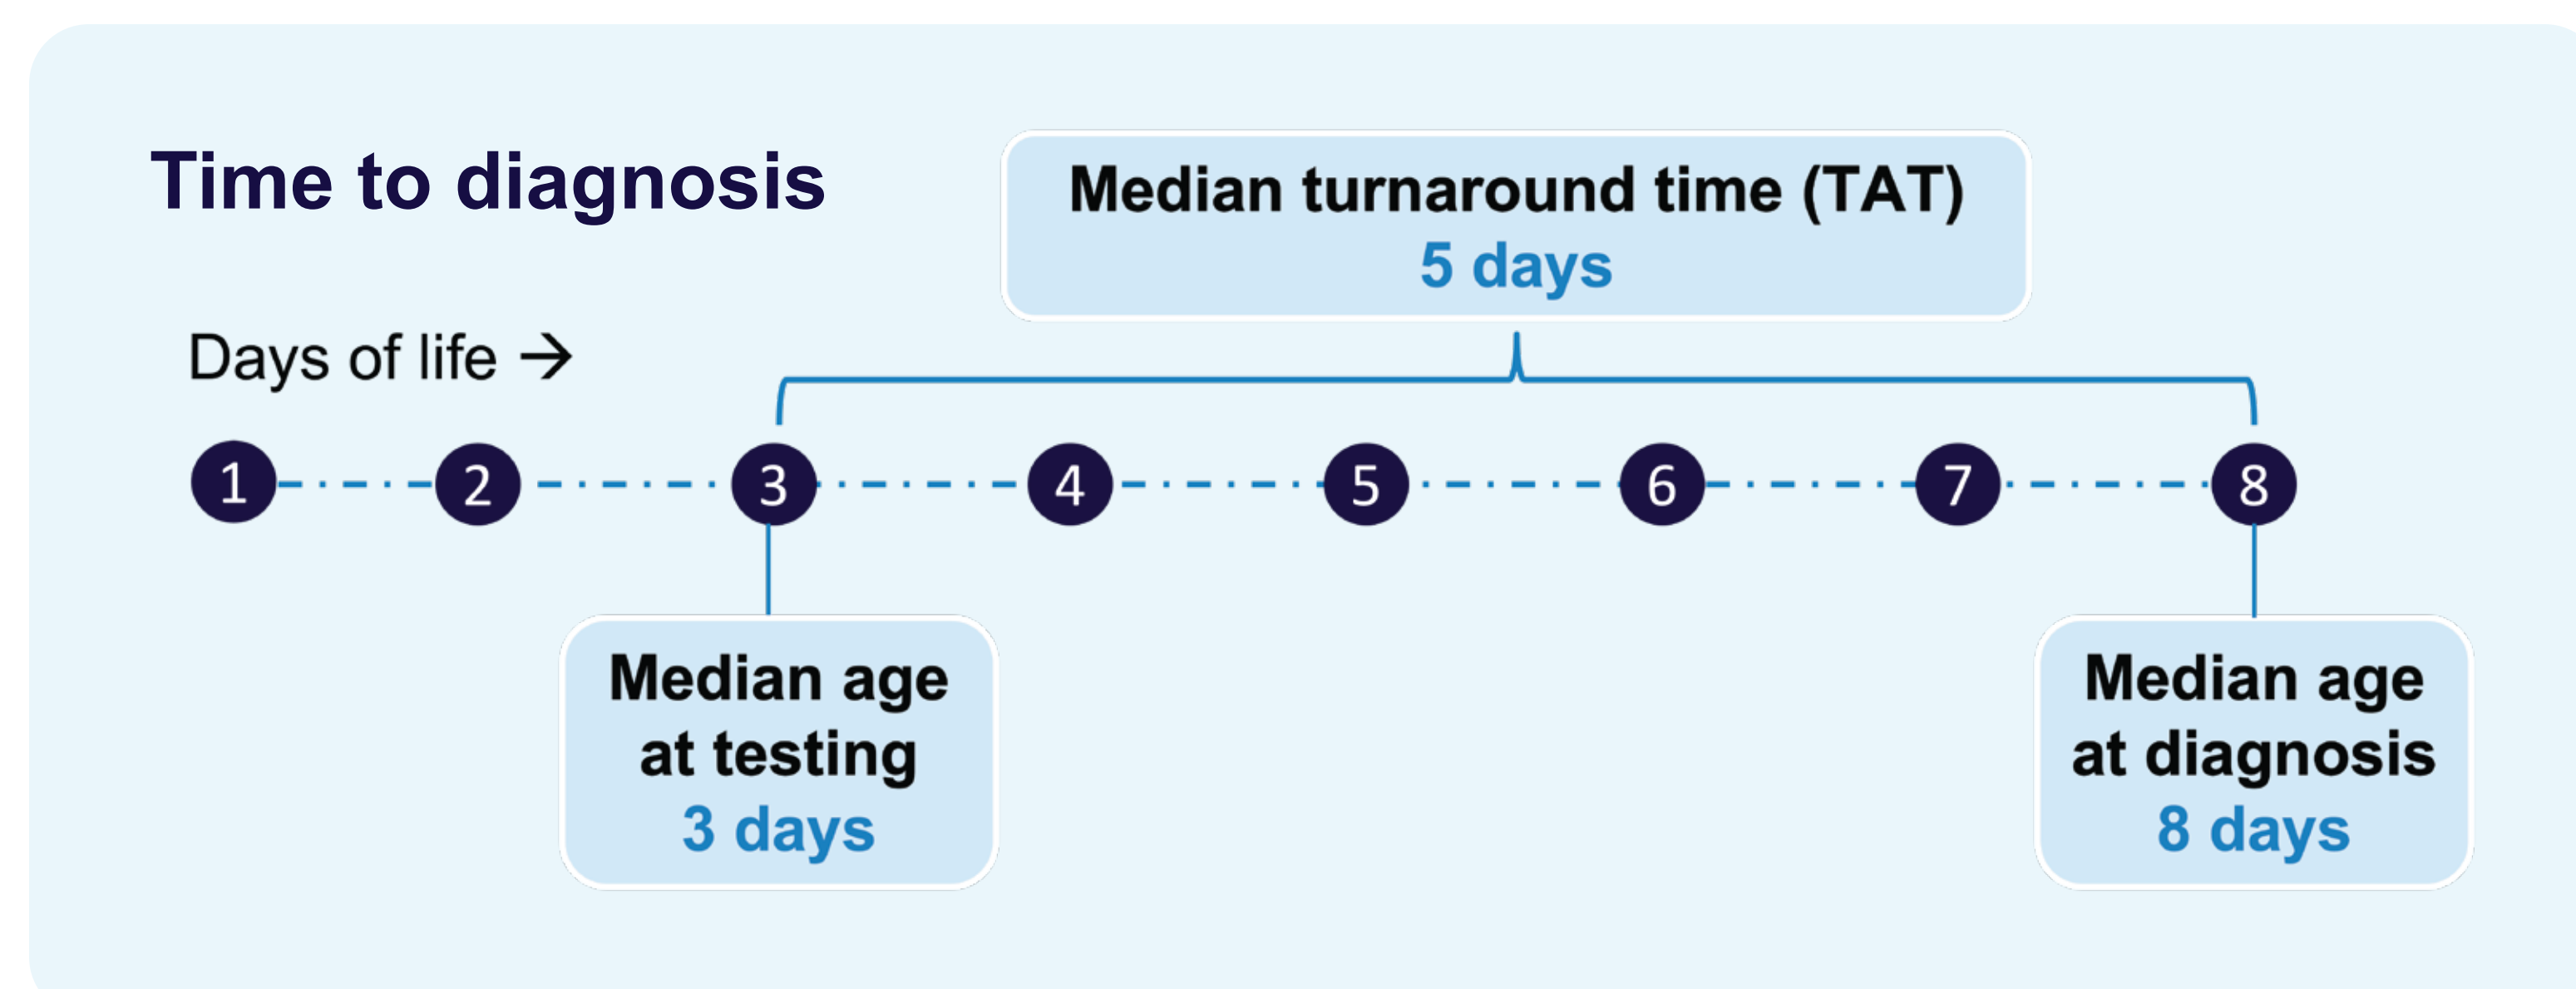 Time to diagnosis
Median turnaround time (TAT)
5 days
Days of life →
1 2 3 4 5 6 7 8
Median age
at testing
3 days
Median age
at diagnosis
8 days